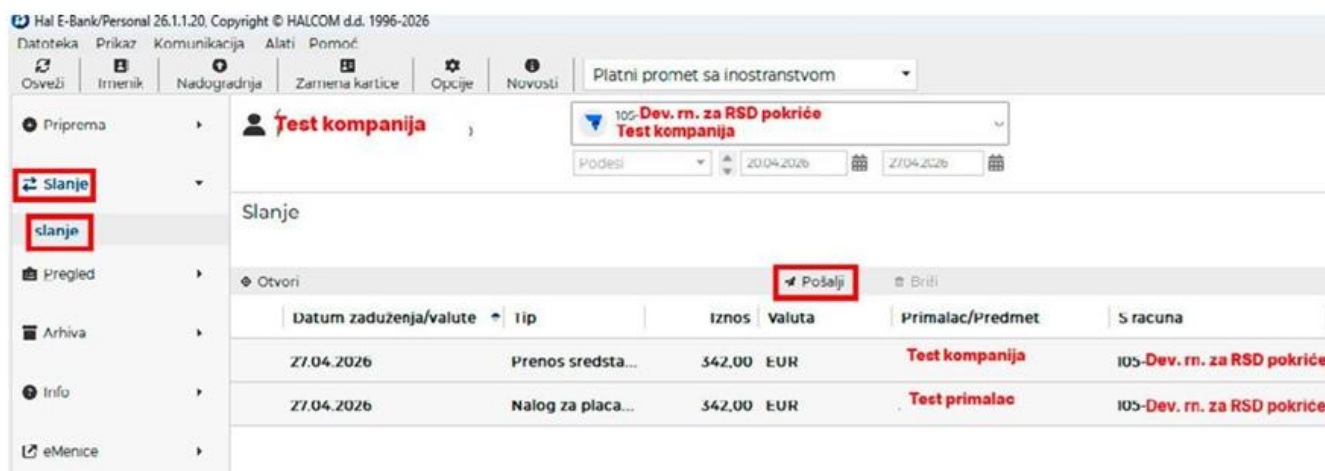 Hal E-Bank/Personal 26.1.1.20, Copyright © HALCOM d.d. 1996-2026
Datoteka Prikaz Komunikacija Alati Pomoć
Osveži Imenik Nadogradnja Zamena kartice Opcije Novosti Platni promet sa inostranstvom
Priprema
Test kompanija
105-Dev. rn. za RSD pokriće
Test kompanija
Podesi 20.04.2026 27.04.2026
Slanje
slanje
Slanje
Pregled
Otvori Pošalji Briši
Datum zaduženja/valute Tip Iznos Valuta Primalac/Predmet S racuna
Arhiva
27.04.2026 Prenos sredsta... 342,00 EUR Test kompanija 105-Dev. rn. za RSD pokriće
Info
27.04.2026 Nalog za placa... 342,00 EUR Test primalac 105-Dev. rn. za RSD pokriće
eMenice